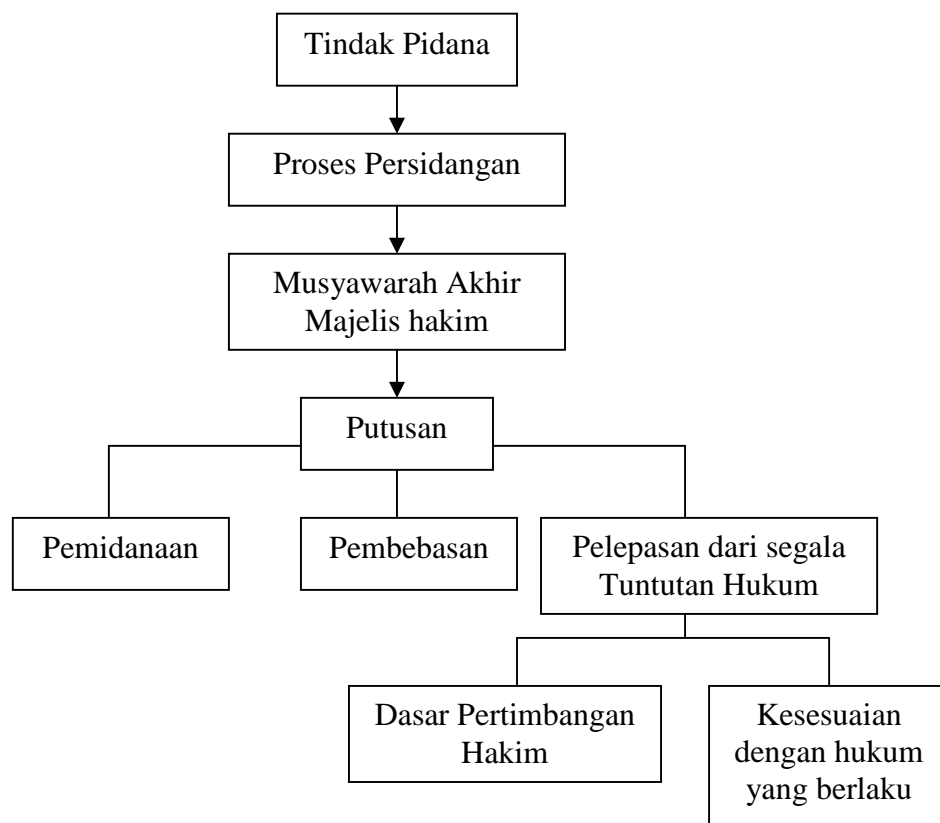 Tindak Pidana
Proses Persidangan
Musyawarah Akhir
Majelis hakim
Putusan
Pemidanaan
Pembebasan
Pelepasan dari segala
Tuntutan Hukum
Dasar Pertimbangan
Hakim
Kesesuaian
dengan hukum
yang berlaku